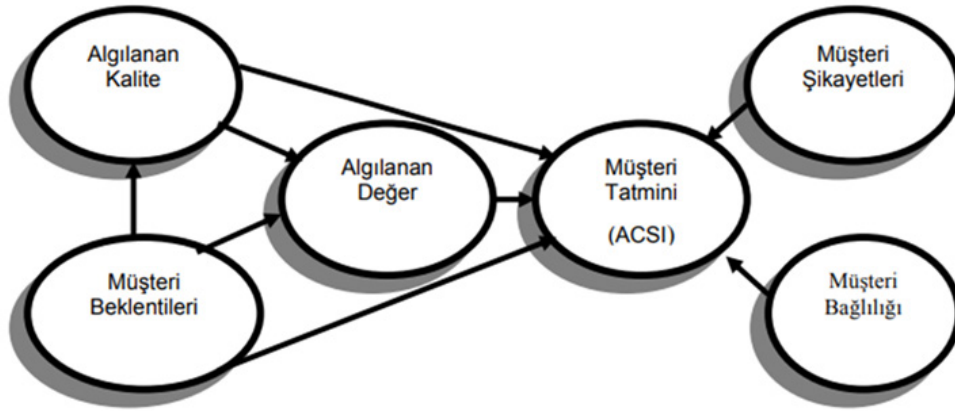 Algılanan
Kalite
Müşteri
Şikayetleri
Algılanan
Değer
Müşteri
Tatmini
(ACSI)
Müşteri
Beklentileri
Müşteri
Bağlılığı